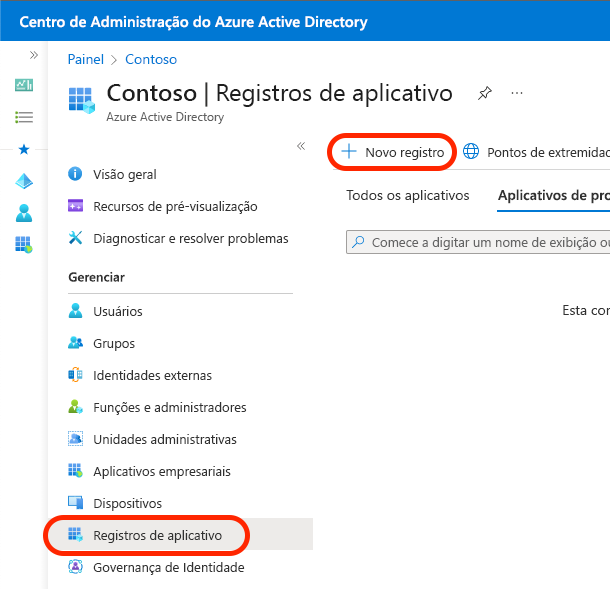 Centro de Administração do Azure Active Directory
Painel > Contoso
Contoso | Registros de aplicativo
Azure Active Directory
Novo registro
Pontos de extremidad
Todos os aplicativos
Aplicativos de pro
Comece a digitar um nome de exibição ou
Esta cor
Visão geral
Recursos de pré-visualização
Diagnosticar e resolver problemas
Gerenciar
Usuários
Grupos
Identidades externas
Funções e administradores
Unidades administrativas
Aplicativos empresariais
Dispositivos
Registros de aplicativo
Governança de Identidade